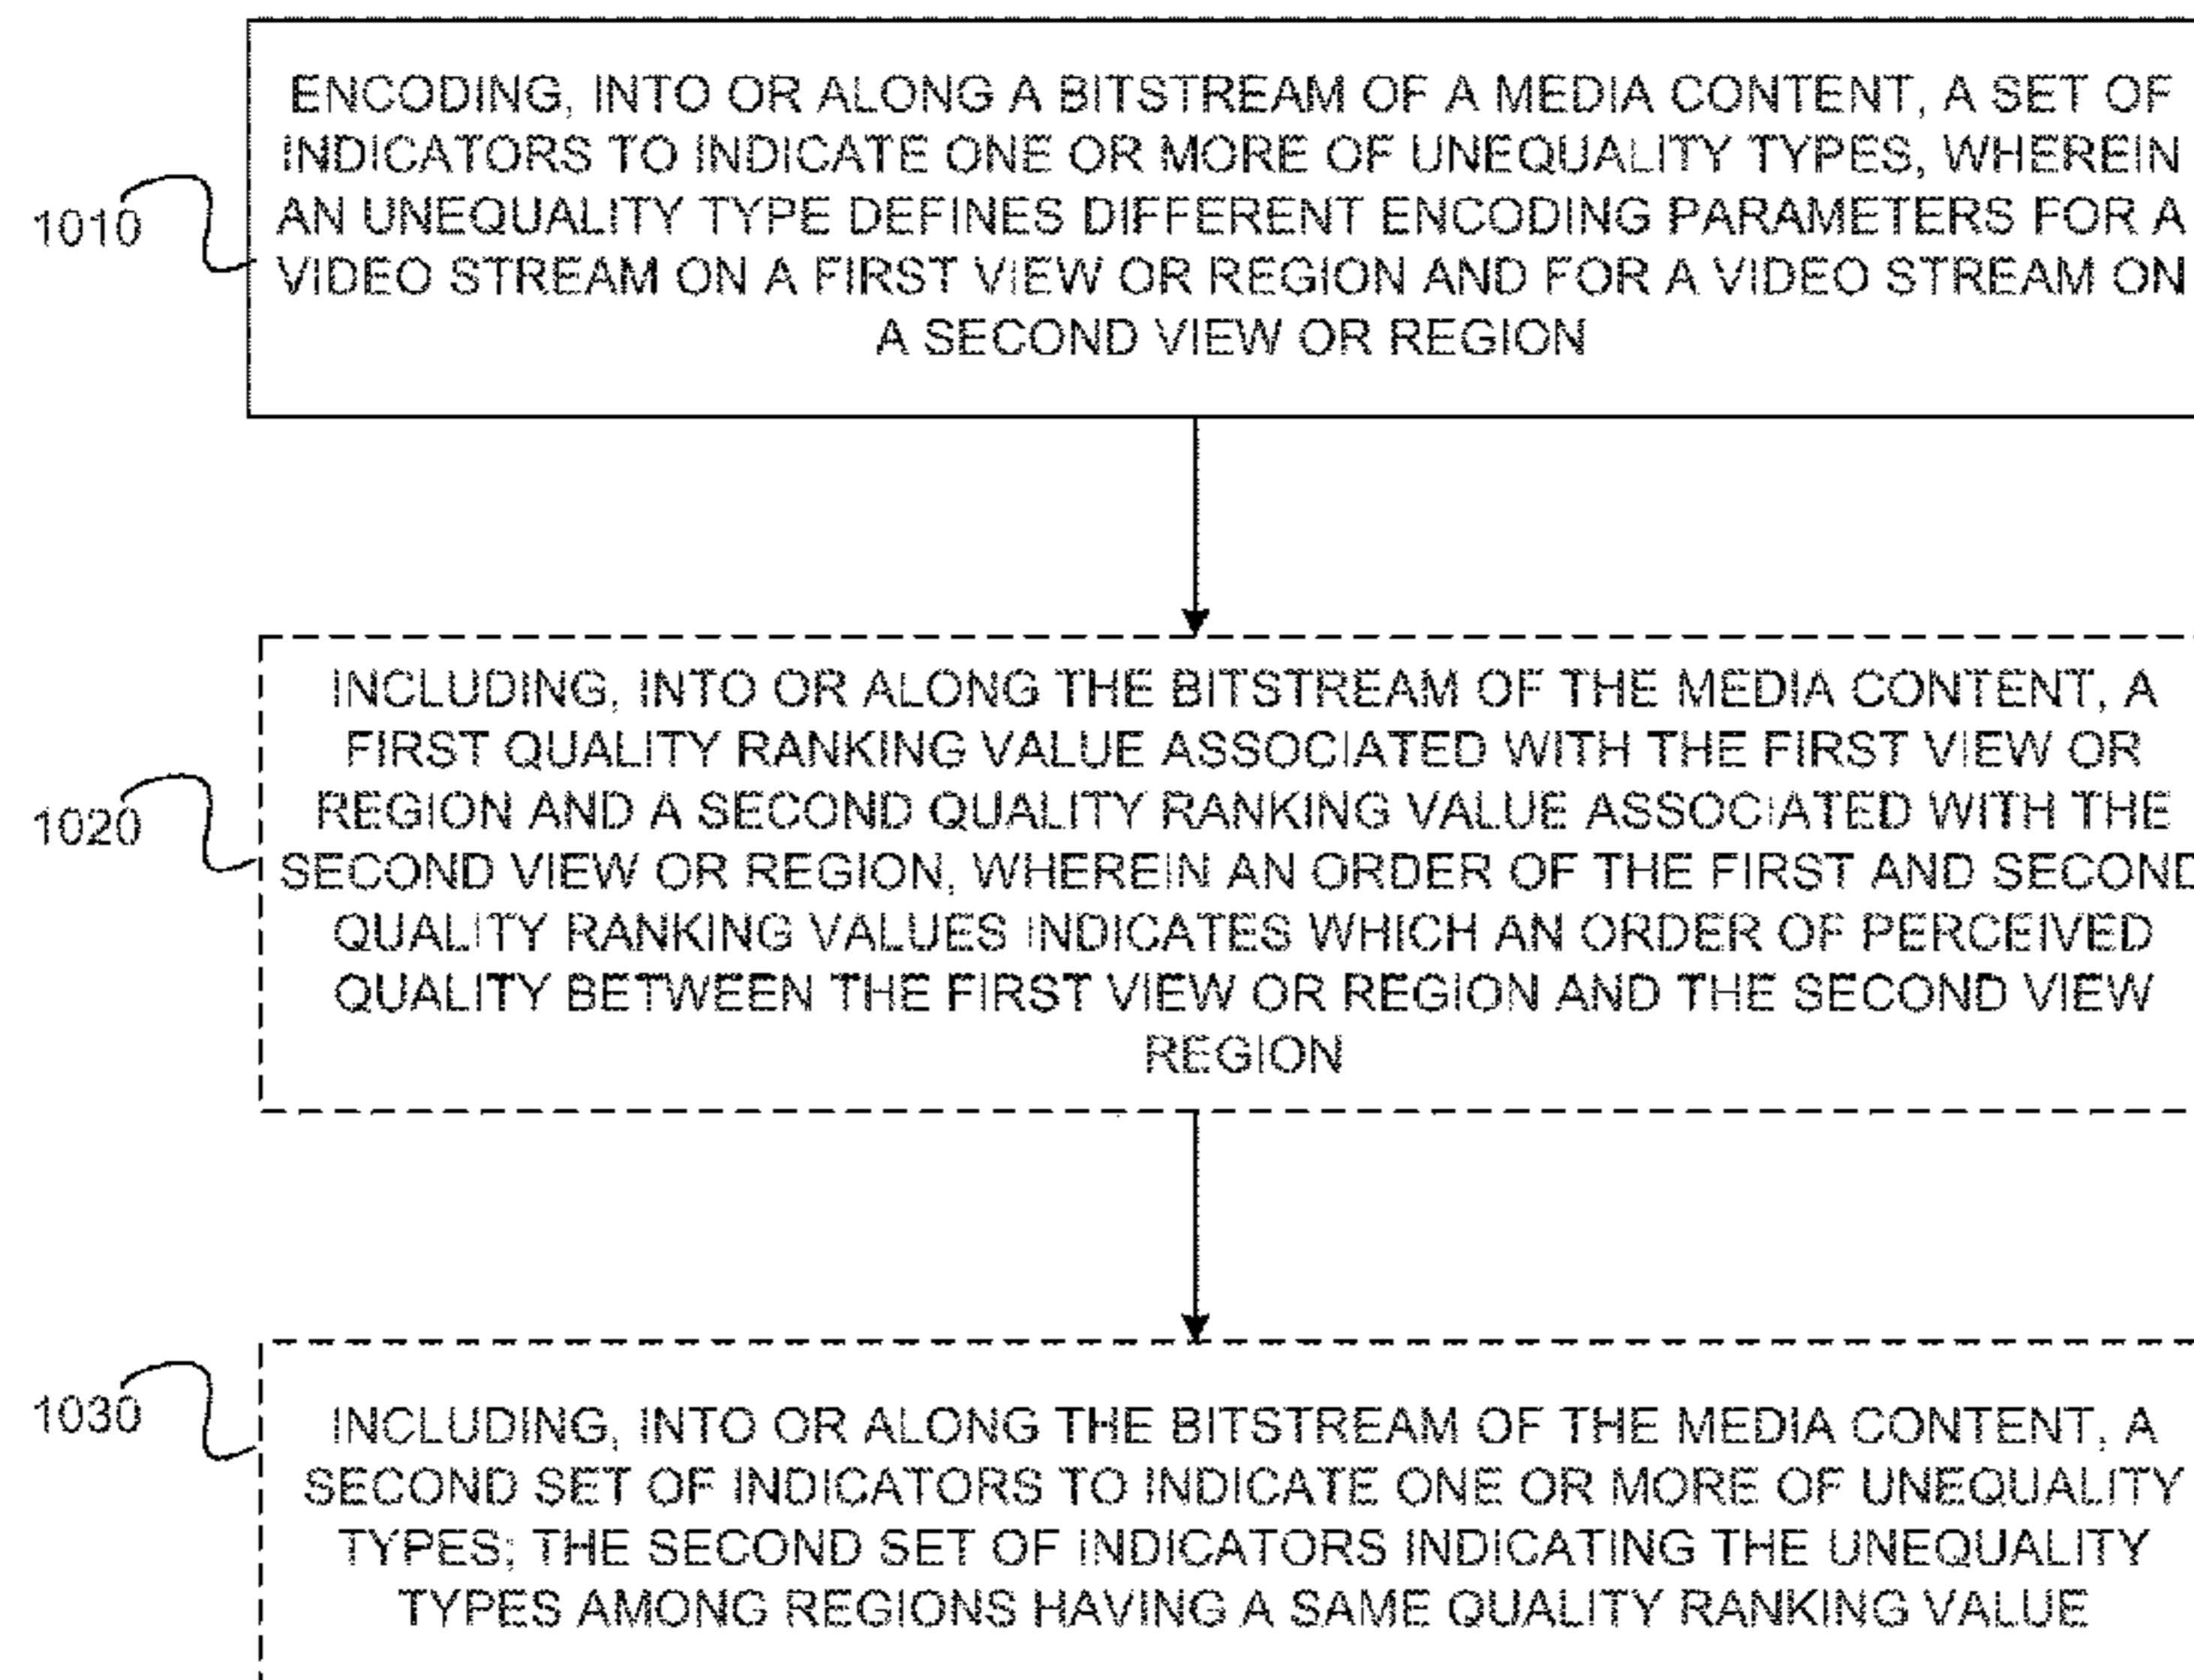 ENCODING, INTO OR ALONG A BITSTREAM OF A MEDIA CONTENT, A SET OF
INDICATORS TO INDICATE ONE OR MORE OF UNEQUALITY TYPES, WHEREIN
1010
AN UNEQUALITY TYPE DEFINES DIFFERENT ENCODING PARAMETERS FOR A
VIDEO STREAM ON A FIRST VIEW OR REGION AND FOR A VIDEO STREAM ON
A SECOND VIEW OR REGION
INCLUDING, INTO OR ALONG THE BITSTREAM OF THE MEDIA CONTENT, A
FIRST QUALITY RANKING VALUE ASSOCIATED WITH THE FIRST VIEW OR
1020
REGION AND A SECOND QUALITY RANKING VALUE ASSOCIATED WITH THE
SECOND VIEW OR REGION, WHEREIN AN ORDER OF THE FIRST AND SECOND
QUALITY RANKING VALUES INDICATES WHICH AN ORDER OF PERCEIVED
QUALITY BETWEEN THE FIRST VIEW OR REGION AND THE SECOND VIEW
REGION
1030
INCLUDING, INTO OR ALONG THE BITSTREAM OF THE MEDIA CONTENT, A
SECOND SET OF INDICATORS TO INDICATE ONE OR MORE OF UNEQUALITY
TYPES; THE SECOND SET OF INDICATORS INDICATING THE UNEQUALITY
TYPES AMONG REGIONS HAVING A SAME QUALITY RANKING VALUE